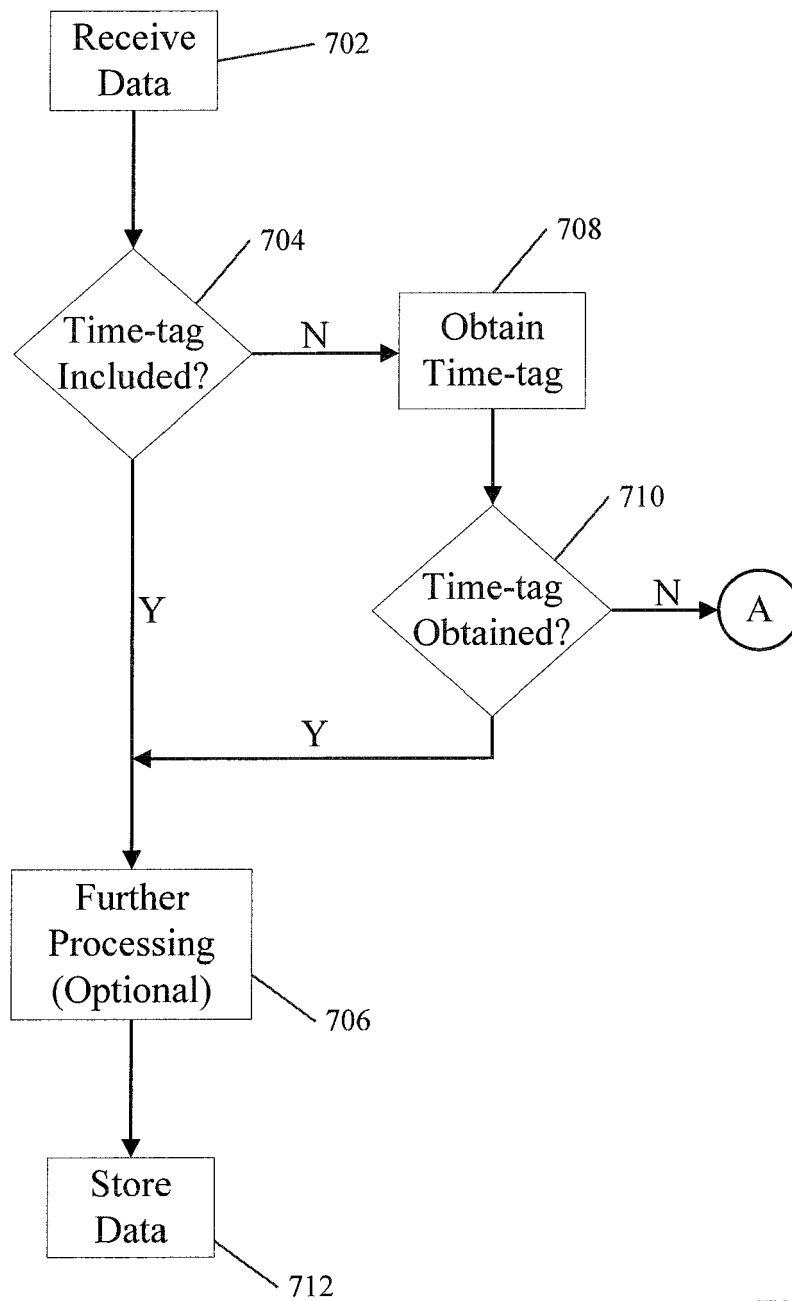 Receive
Data
702
704
708
Time-tag
Included?
N
Obtain
Time-tag
710
Time-tag
Obtained?
N
A
Y
Y
Further
Processing
(Optional)
706
Store
Data
712